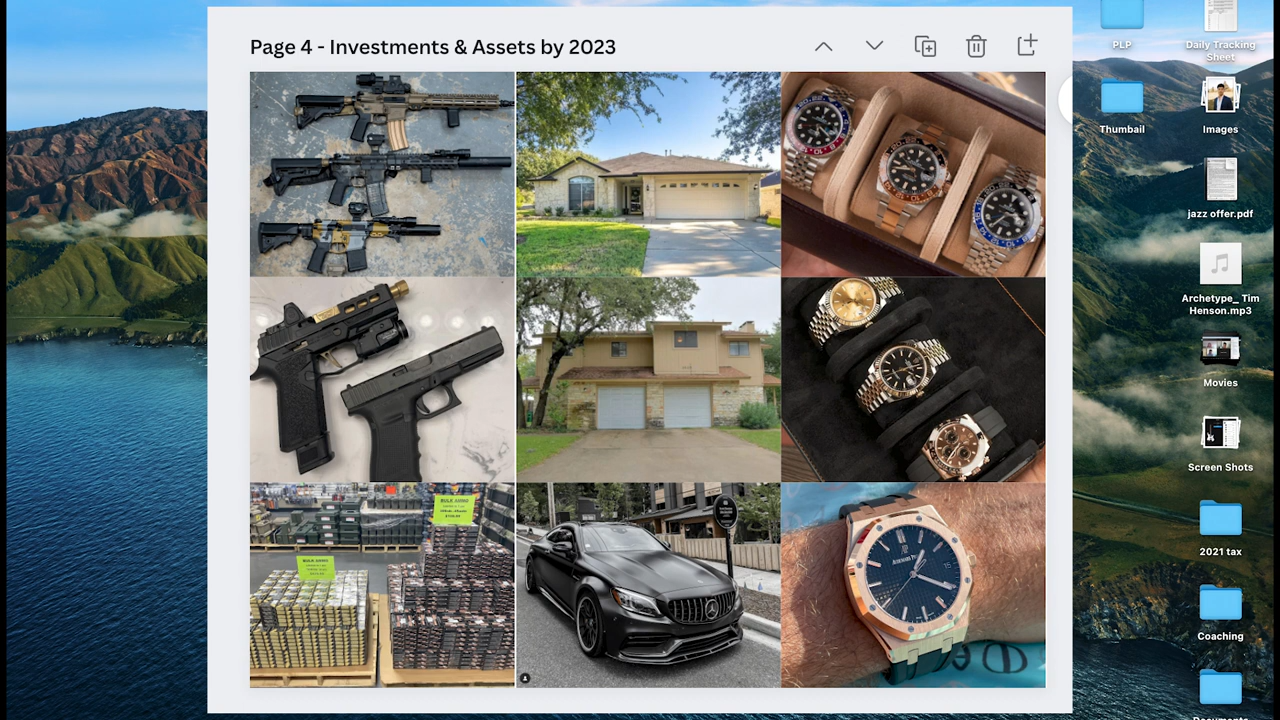 Page 4 - Investments & Assets by 2023
PLP
Daily Tracking
Sheet
Thumbail
Images
jazz offer.pdf
Archetype_ Tim
Henson.mp3
Movies
Screen Shots
2021 tax
Coaching
Documents
BULK AMMO
BULK AMMO